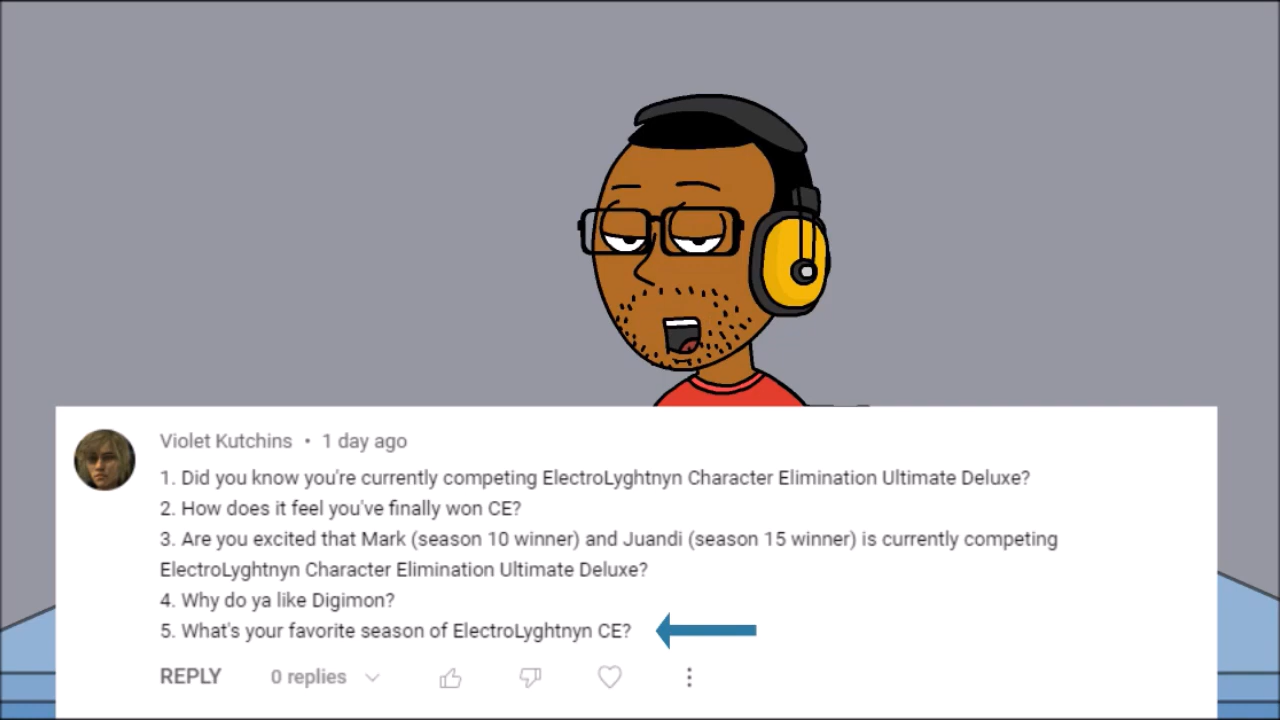 Violet Kutchins • 1 day ago
1. Did you know you're currently competing ElectroLyghtnyn Character Elimination Ultimate Deluxe?
2. How does it feel you've finally won CE?
3. Are you excited that Mark (season 10 winner) and Juandi (season 15 winner) is currently competing
ElectroLyghtnyn Character Elimination Ultimate Deluxe?
4. Why do ya like Digimon?
5. What's your favorite season of ElectroLyghtnyn CE?
REPLY 0 replies